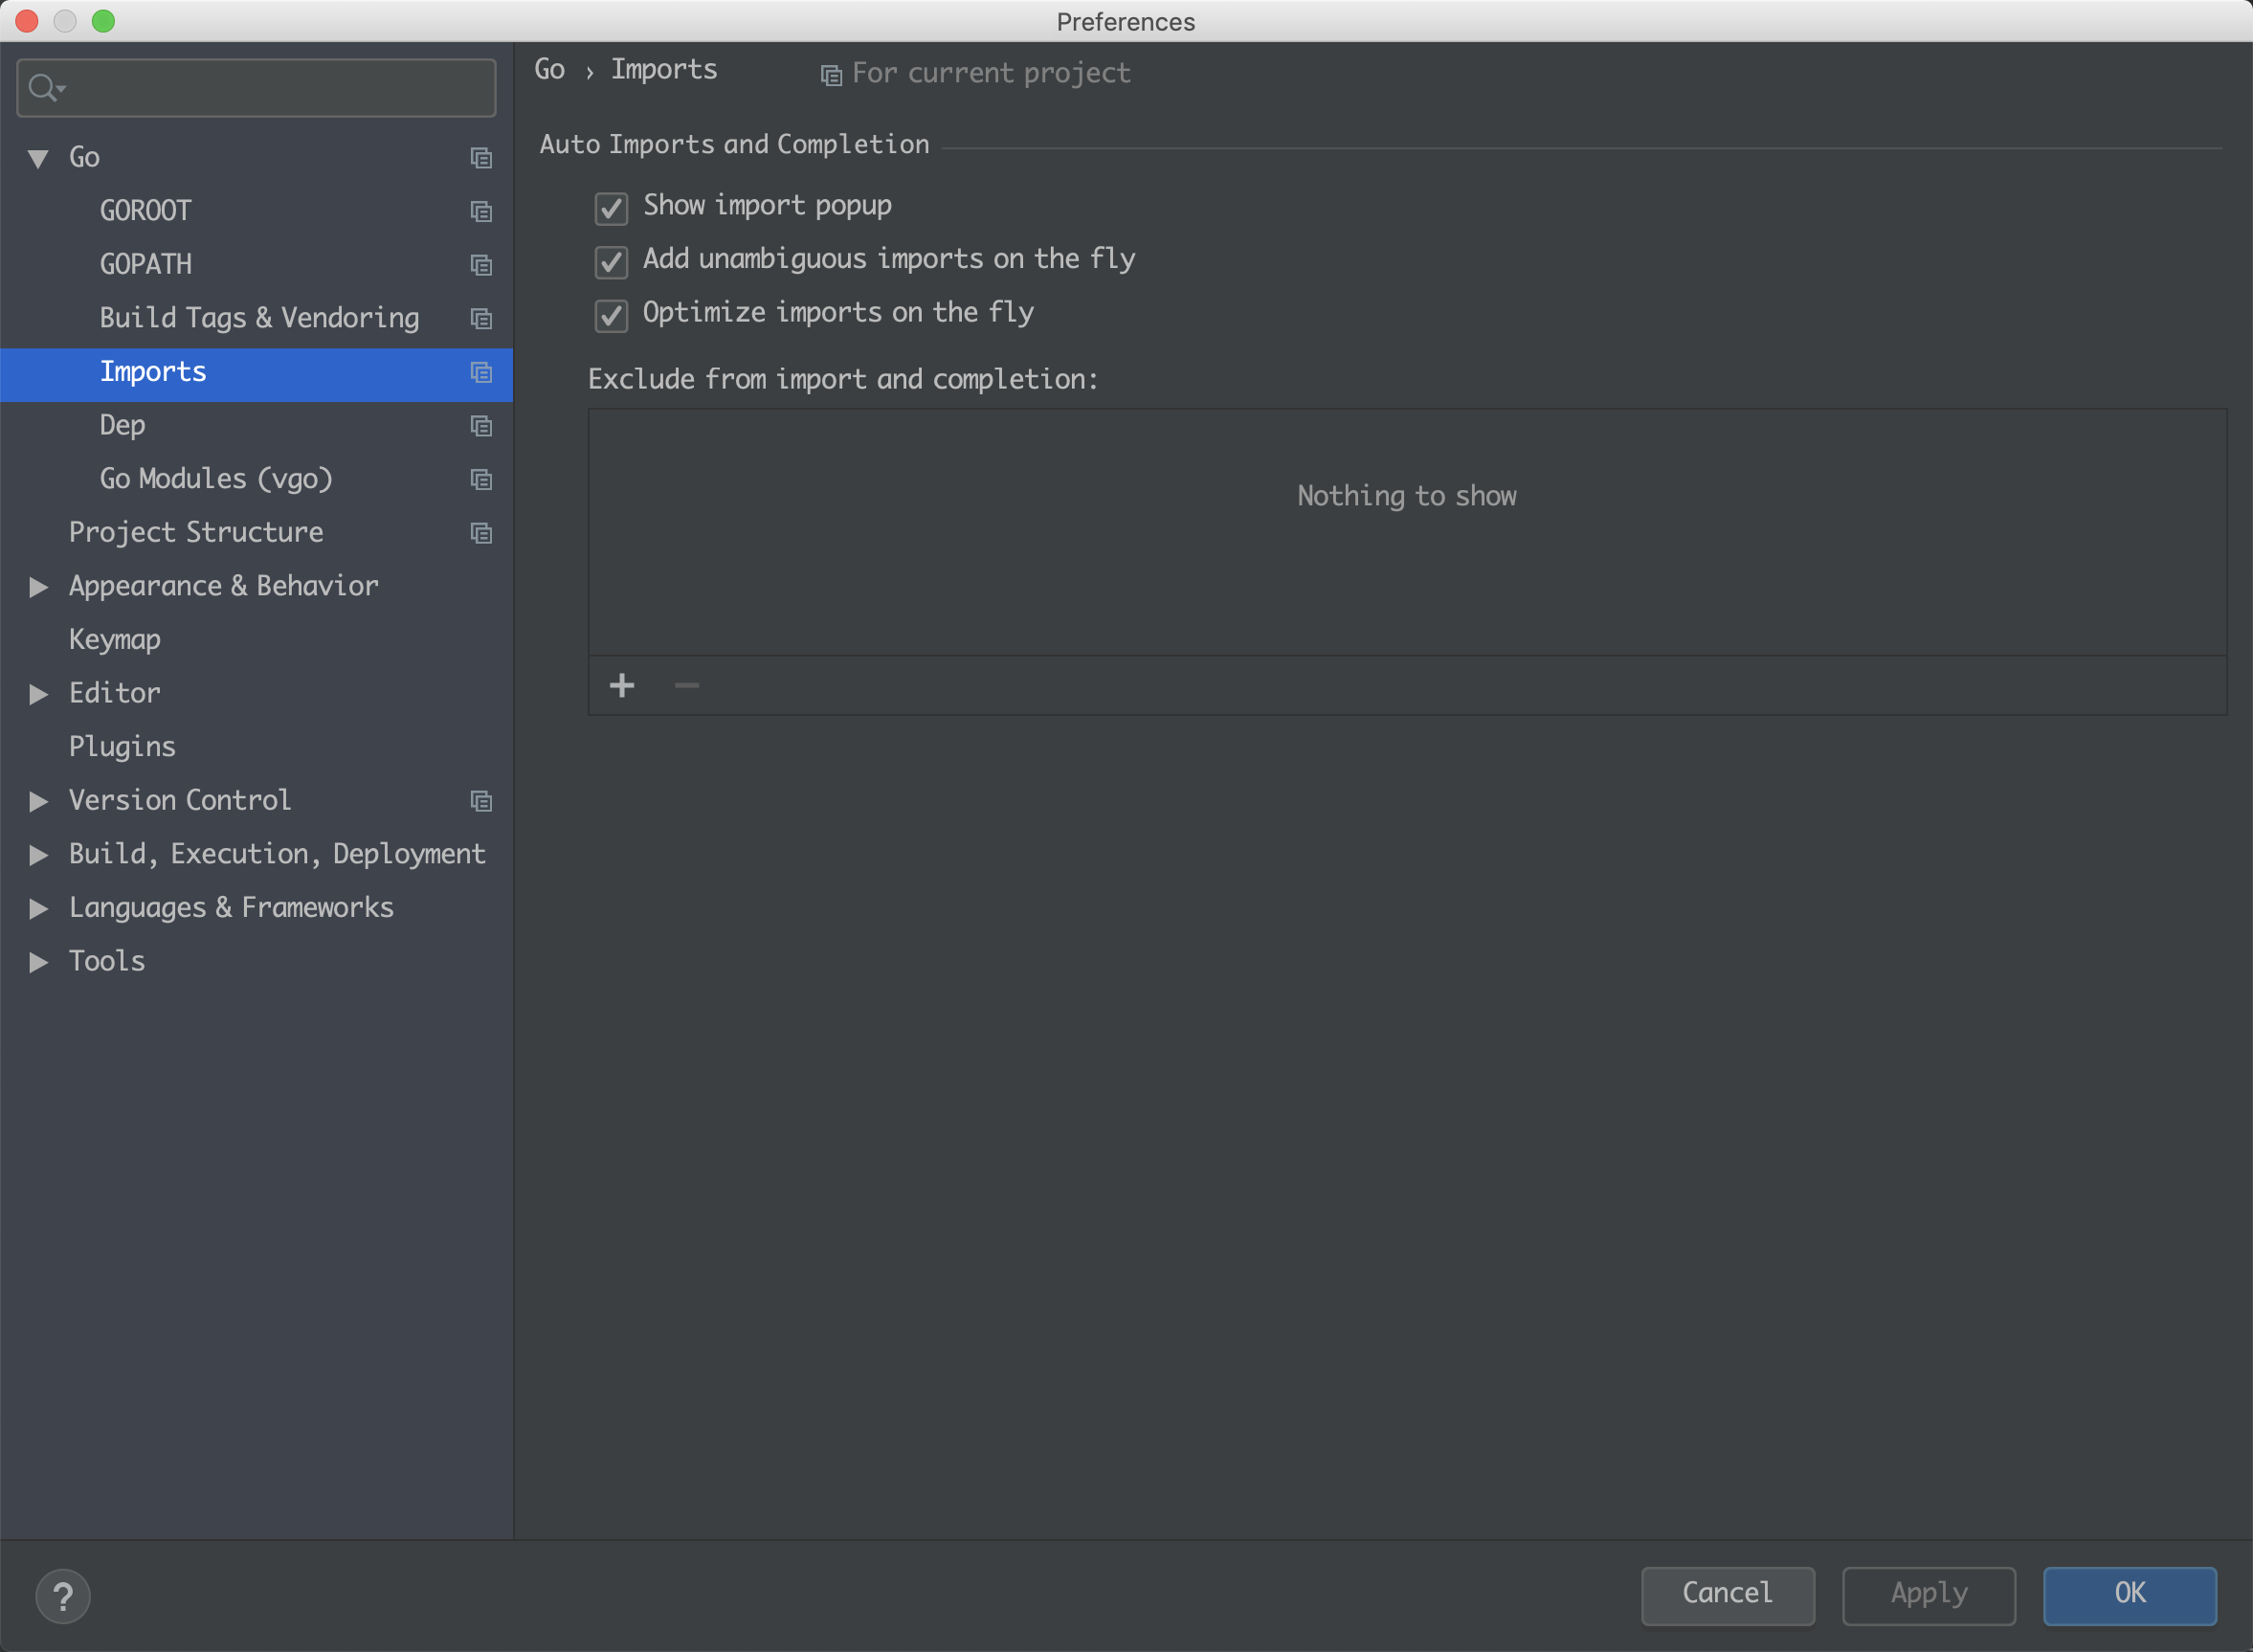 Preferences
Go › Imports
For current project
Go
GOROOT
GOPATH
Build Tags & Vendoring
Imports
Dep
Go Modules (vgo)
Project Structure
Appearance & Behavior
Keymap
Editor
Plugins
Version Control
Build, Execution, Deployment
Languages & Frameworks
Tools
Auto Imports and Completion
Show import popup
Add unambiguous imports on the fly
Optimize imports on the fly
Exclude from import and completion:
Nothing to show
?
Cancel
Apply
OK